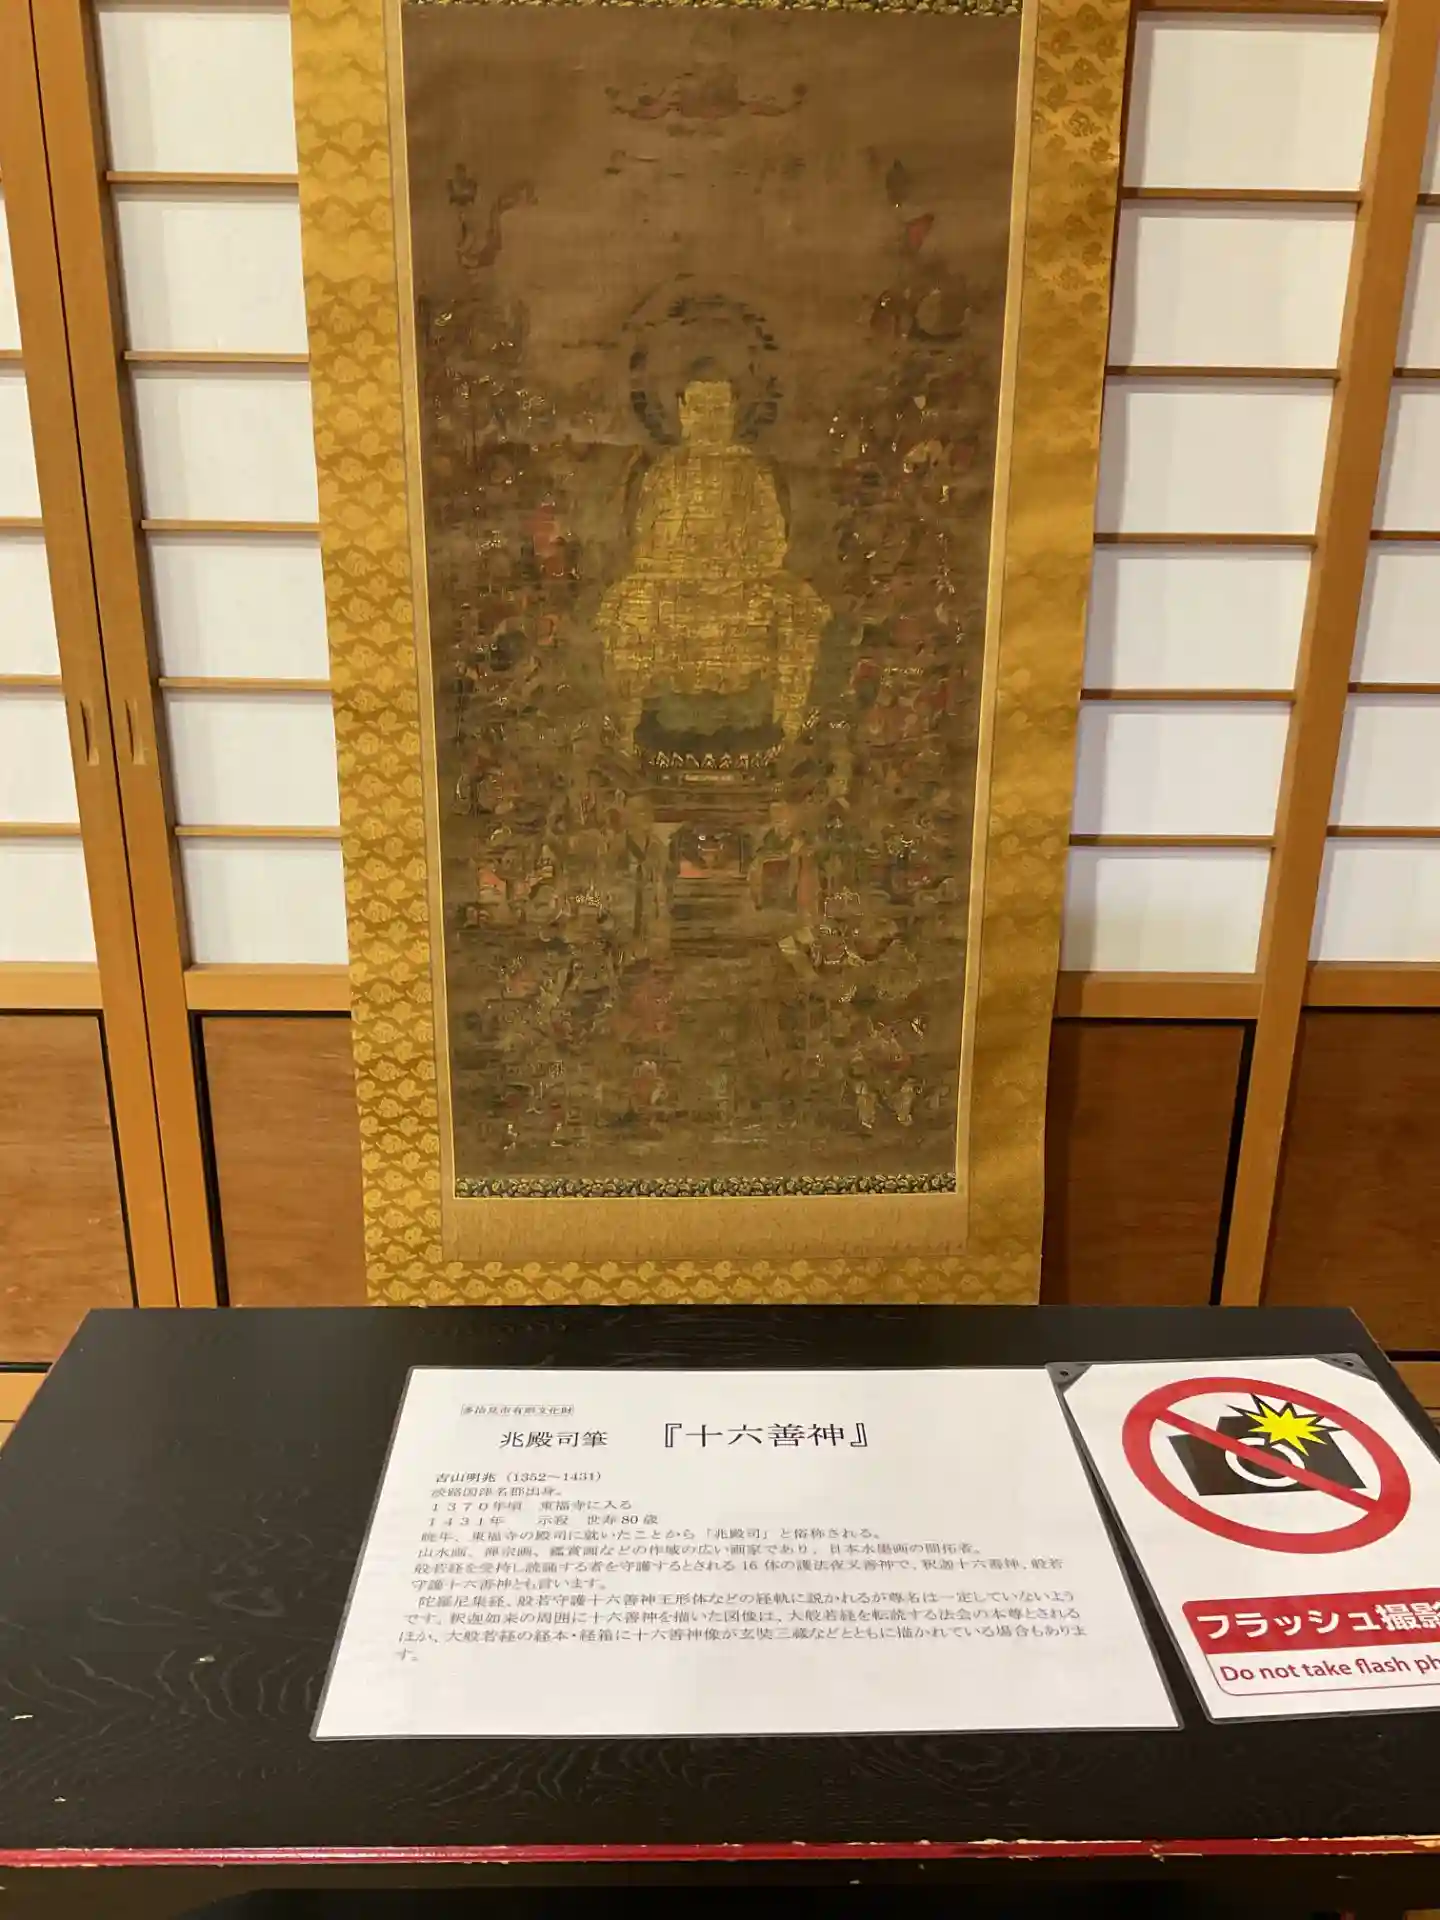 多治見市有形文化財
兆殿司筆 『十六善神』
吉山明兆（1352～1431）
淡路国津名郡出身。
１３７０年頃 東福寺に入る
１４３１年 示寂 世寿80歳
晩年、東福寺の殿司に就いたことから「兆殿司」と俗称される。
山水画、禅宗画、鑑賞画などの作域の広い画家であり、日本水墨画の開拓者。
般若経を受持し読誦する者を守護するとされる16体の護法夜叉善神で、釈迦十六善神、般若
守護十六善神とも言います。
陀羅尼集経、般若守護十六善神王形体などの経軌に説かれるが尊名は一定していないよう
です。釈迦如来の周囲に十六善神を描いた図像は、大般若経を転読する法会の本尊とされる
ほか、大般若経の経本・経箱に十六善神像が玄奘三蔵などとともに描かれている場合もありま
す。
フラッシュ撮影
Do not take flash ph